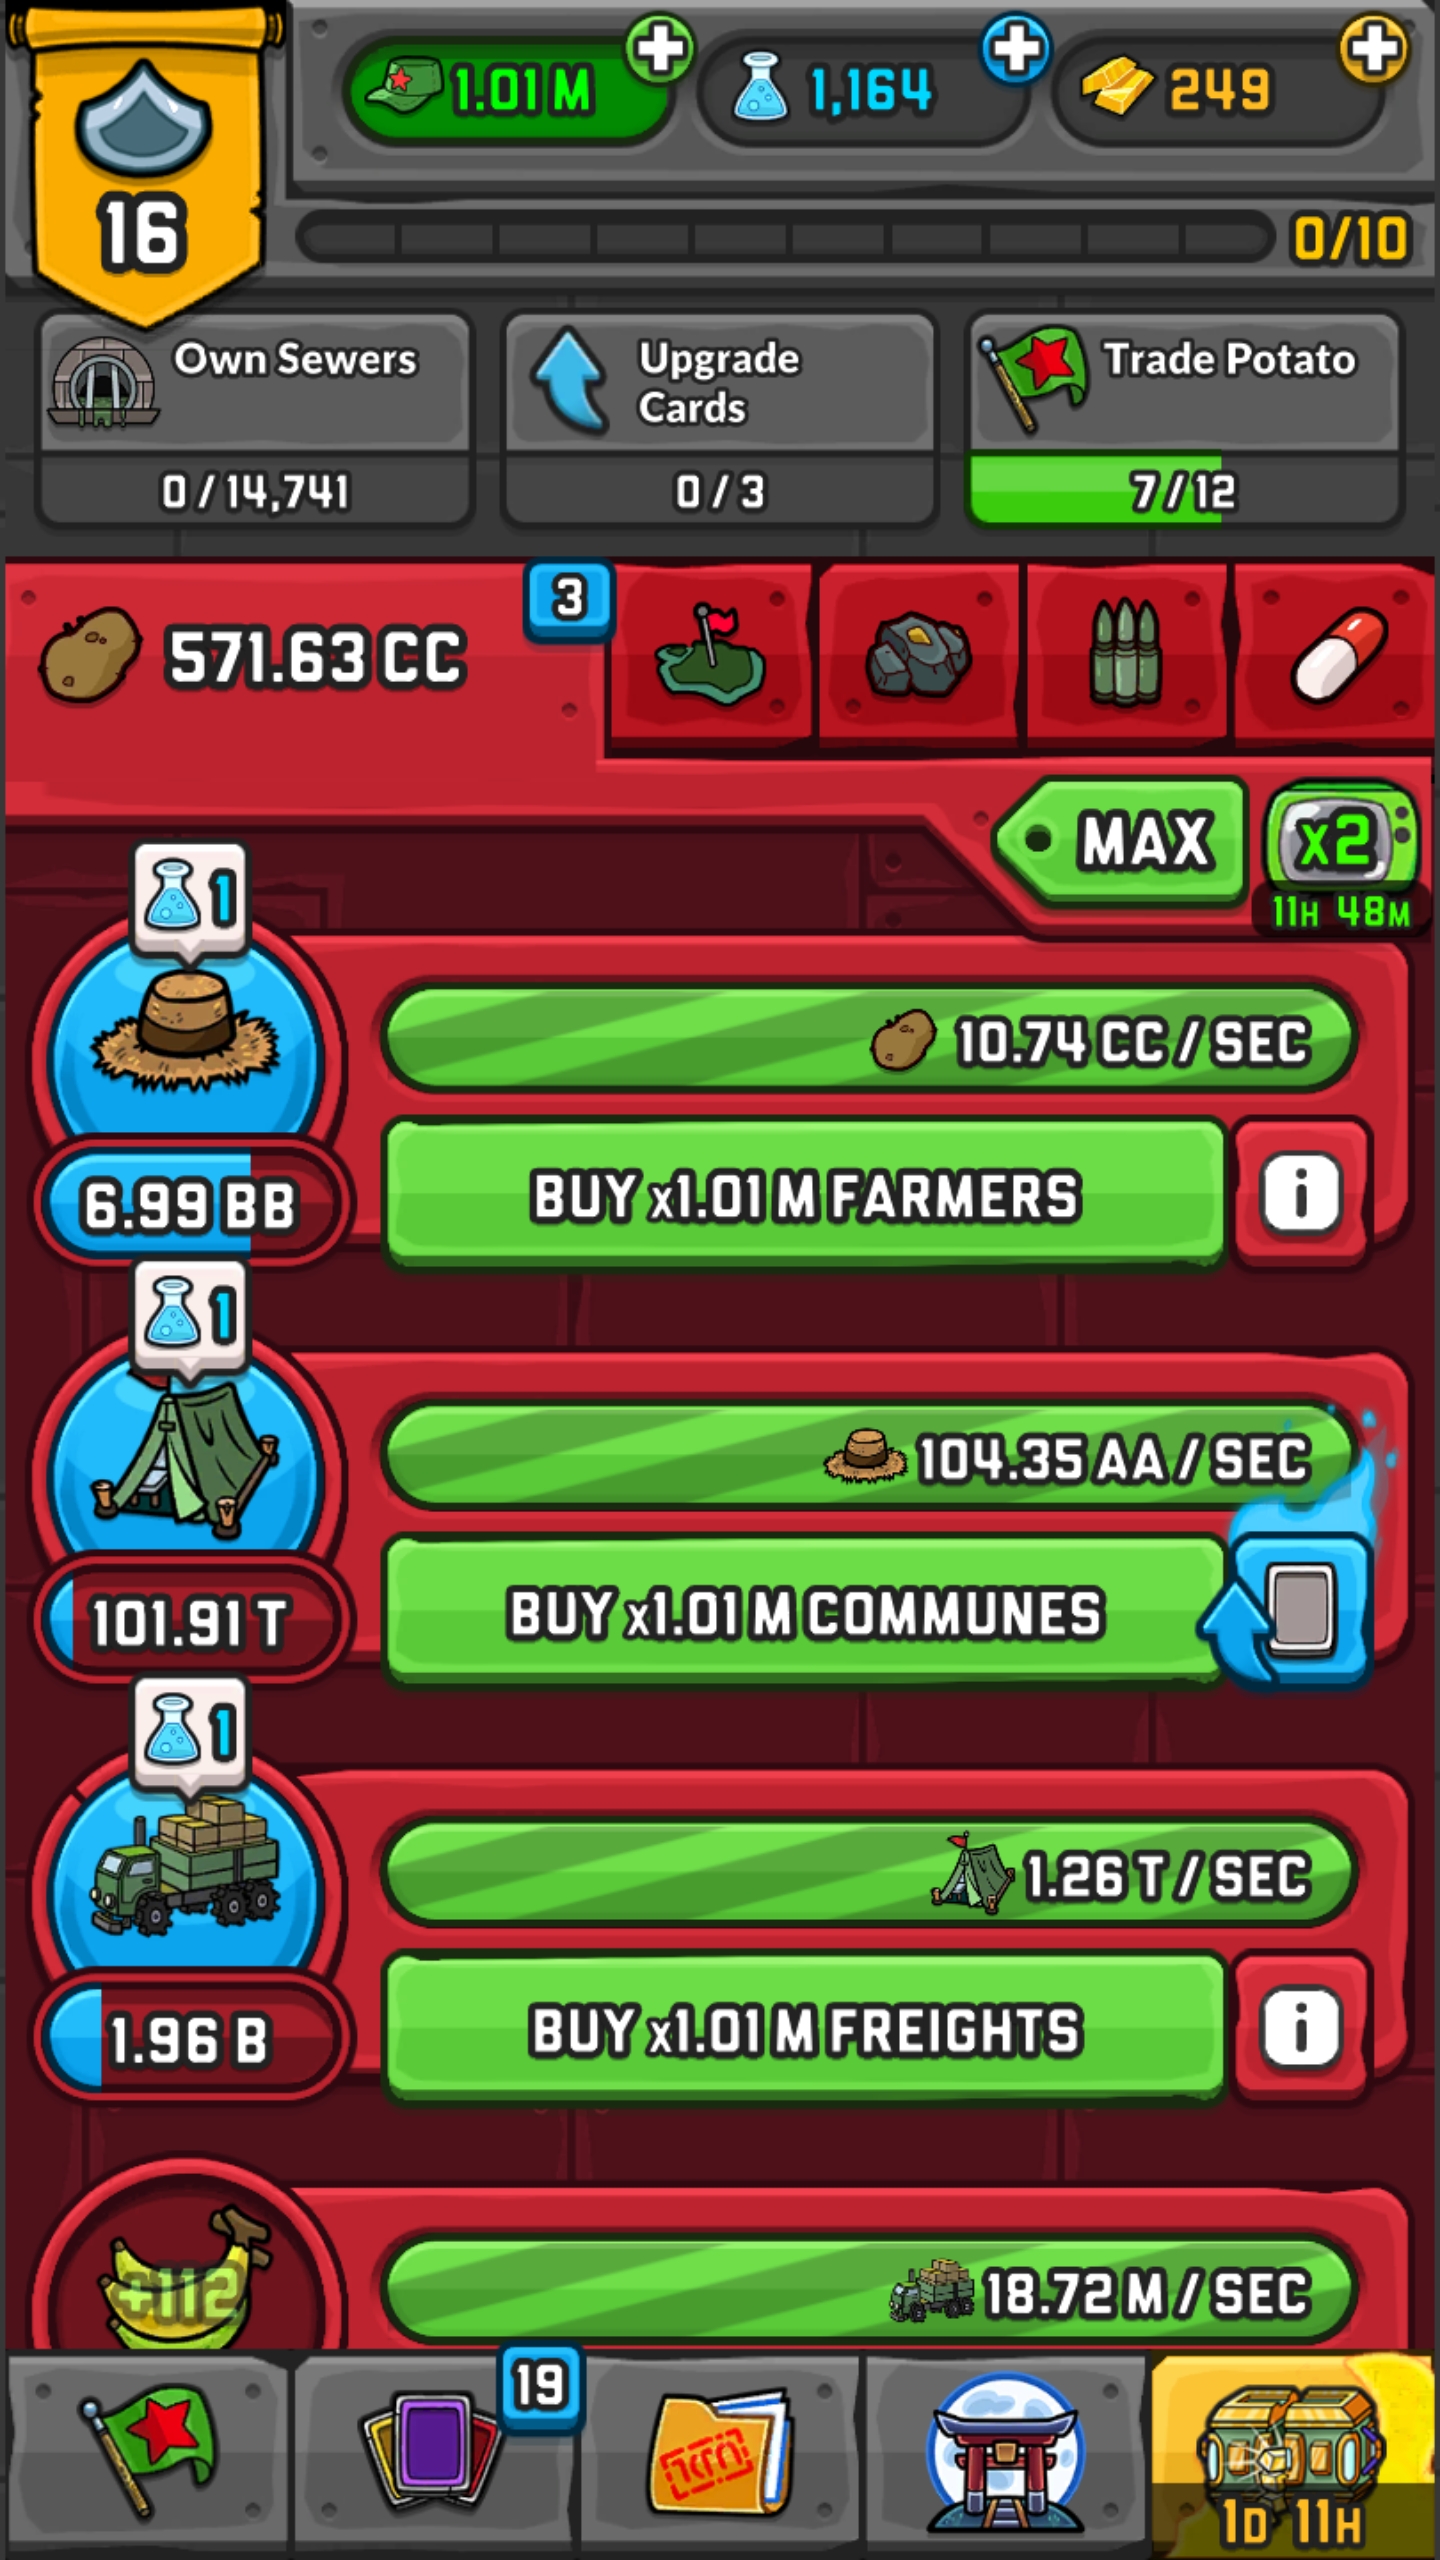 1.01 M
1,164
249
16
0/10
Own Sewers
0 / 14,741
Upgrade
Cards
0 / 3
Trade Potato
7 / 12
571.63 CC
3
MAX
x2
11H 48M
1
10.74 CC / SEC
6.99 BB
BUY x1.01 M FARMERS
i
1
104.35 AA / SEC
101.91 T
BUY x1.01 M COMMUNES
1
1.26 T / SEC
1.96 B
BUY x1.01 M FREIGHTS
i
+112
18.72 M / SEC
19
1D 11H